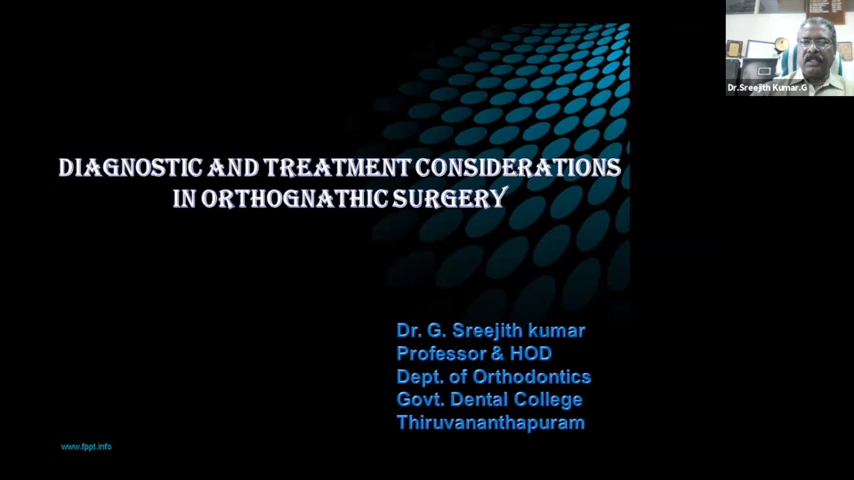 Dr.Sreejith Kumar.G
DIAGNOSTIC AND TREATMENT CONSIDERATIONS
IN ORTHOGNATHIC SURGERY
Dr. G. Sreejith kumar
Professor & HOD
Dept. of Orthodontics
Govt. Dental College
Thiruvananthapuram
www.fppt.info